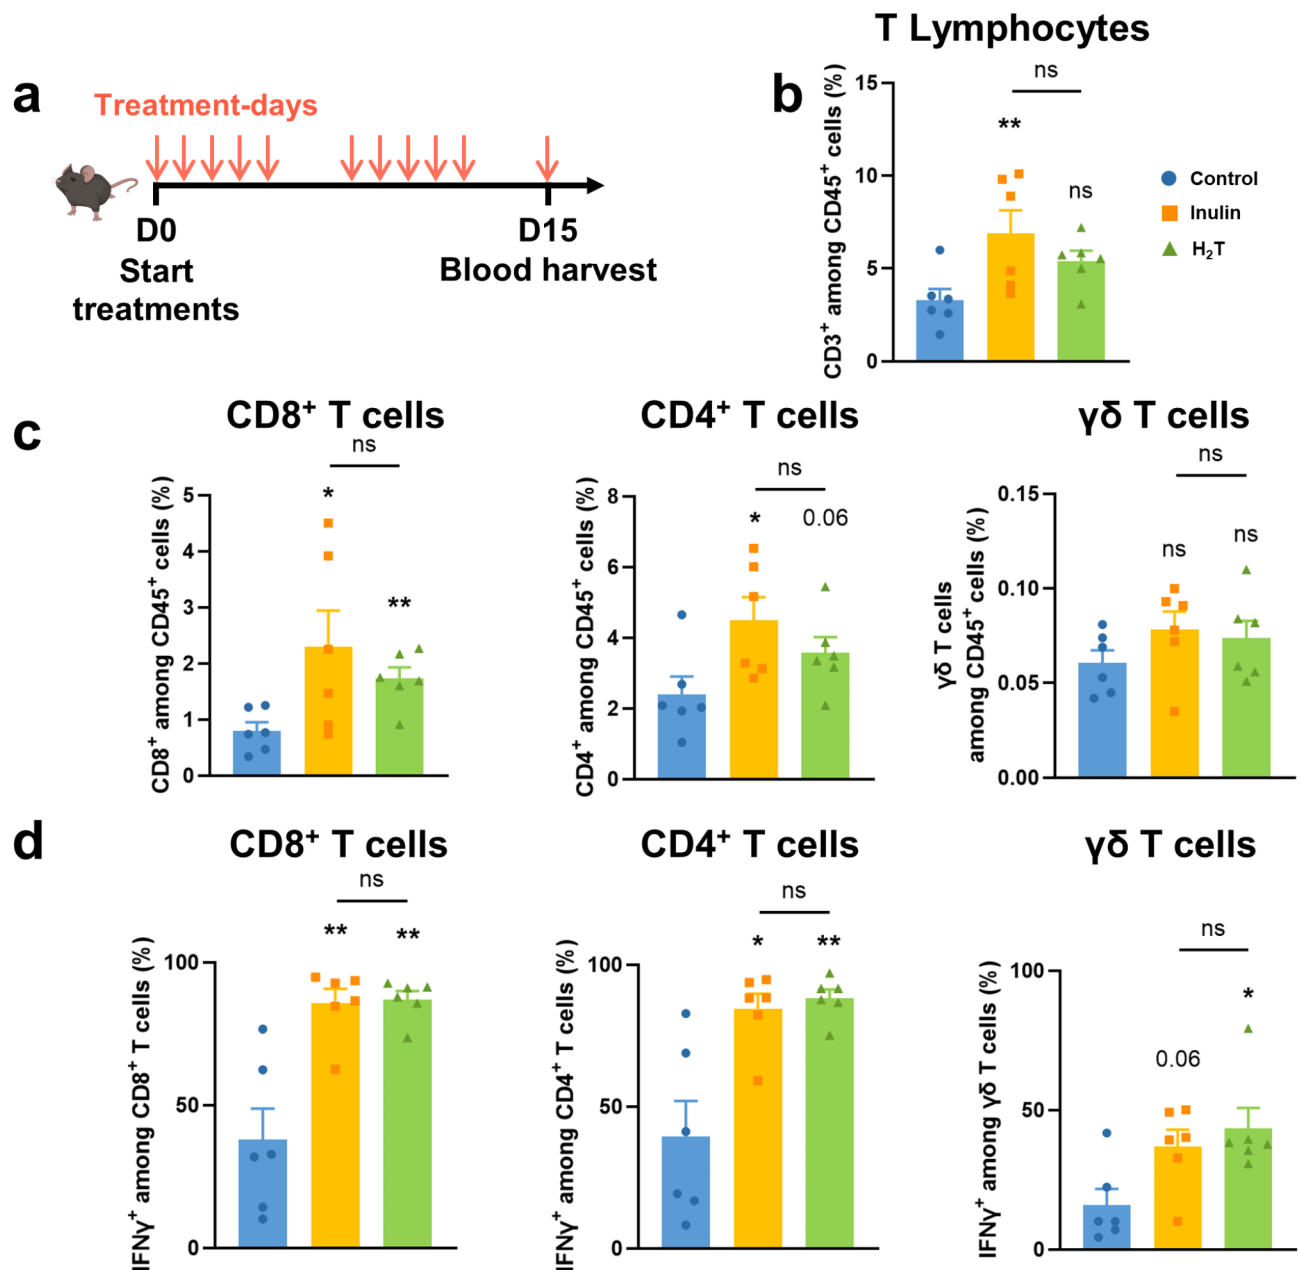 a
Treatment-days
D0
Start
treatments
D15
Blood harvest
b
T Lymphocytes
CD3⁺ among CD45⁺ cells (%)
15
10
5
0
ns
**
ns
Control
Inulin
H₂T
c
CD8⁺ T cells
CD8⁺ among CD45⁺ cells (%)
5
4
3
2
1
0
ns
*
**
CD4⁺ T cells
CD4⁺ among CD45⁺ cells (%)
8
6
4
2
0
ns
*
0.06
γδ T cells
γδ T cells
among CD45⁺ cells (%)
0.15
0.10
0.05
0.00
ns
ns
ns
d
CD8⁺ T cells
IFNγ⁺ among CD8⁺ T cells (%)
100
50
0
ns
**
**
CD4⁺ T cells
IFNγ⁺ among CD4⁺ T cells (%)
100
50
0
ns
*
**
γδ T cells
IFNγ⁺ among γδ T cells (%)
100
50
0
ns
0.06
*